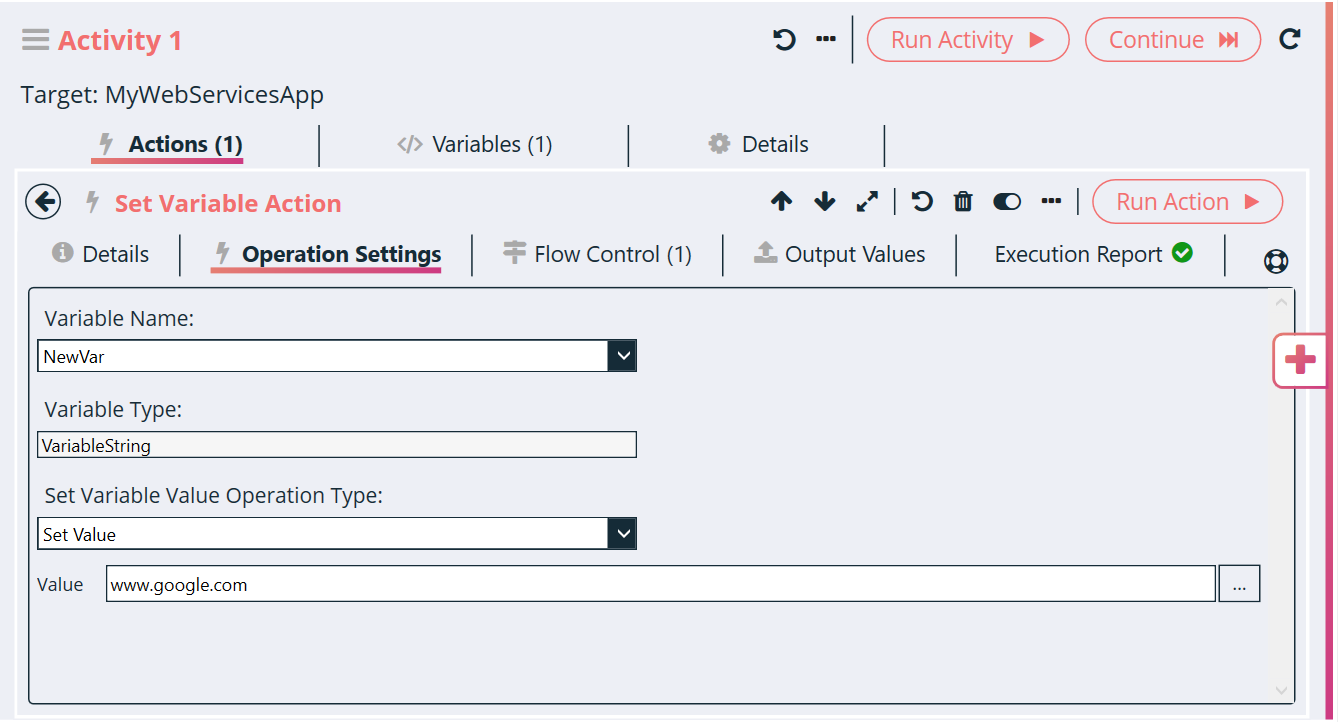 Activity 1
Run Activity
Continue
Target: MyWebServicesApp
Actions (1)
</> Variables (1)
Details
Set Variable Action
Run Action
Details
Operation Settings
Flow Control (1)
Output Values
Execution Report
Variable Name:
NewVar
Variable Type:
VariableString
Set Variable Value Operation Type:
Set Value
Value www.google.com ...